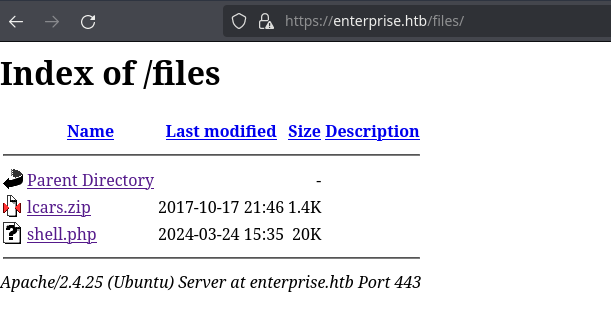 https://enterprise.htb/files/
Index of /files
Name Last modified Size Description
Parent Directory -
lcars.zip 2017-10-17 21:46 1.4K
shell.php 2024-03-24 15:35 20K
Apache/2.4.25 (Ubuntu) Server at enterprise.htb Port 443